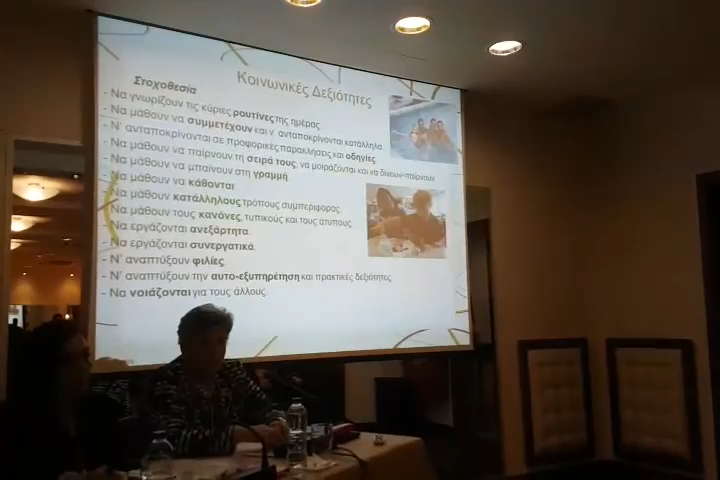 Κοινωνικές Δεξιότητες
Στοχοθεσία
- Να γνωρίζουν τις κύριες ρουτίνες της ημέρας
- Να μάθουν να συμμετέχουν και ν' ανταποκρίνονται κατάλληλα.
- Ν' ανταποκρίνονται σε προφορικές παρακλήσεις και οδηγίες.
- Να μάθουν να παίρνουν τη σειρά τους, να μοιράζονται και να δίνουν-παίρνουν
- Να μάθουν να μπαίνουν στη γραμμή
- Να μάθουν να κάθονται
- Να μάθουν κατάλληλους τρόπους συμπεριφοράς,
- Να μάθουν τους κανόνες, τυπικούς και τους άτυπους,
- Να εργάζονται ανεξάρτητα.
- Να εργάζονται συνεργατικά.
- Ν' αναπτύξουν φιλίες.
- Ν' αναπτύξουν την αυτο-εξυπηρέτηση και πρακτικές δεξιότητες.
- Να νοιάζονται για τους άλλους.